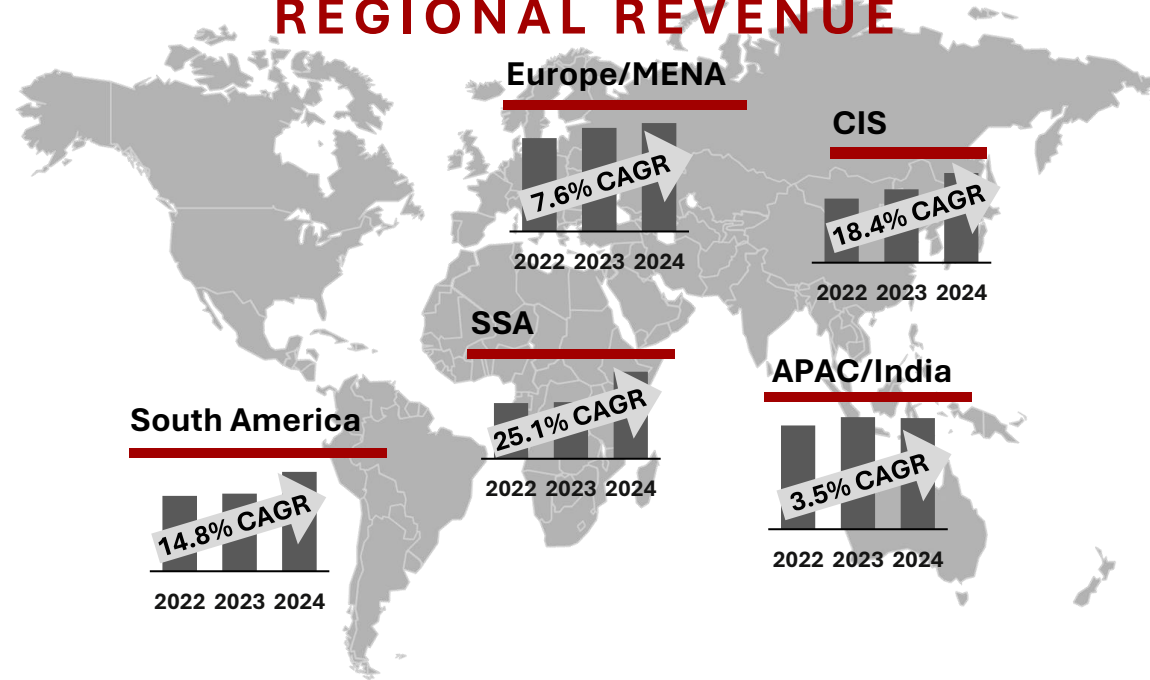 REGIONAL REVENUE
Europe/MENA
7.6% CAGR
2022 2023 2024
CIS
18.4% CAGR
2022 2023 2024
SSA
25.1% CAGR
2022 2023 2024
APAC/India
3.5% CAGR
2022 2023 2024
South America
14.8% CAGR
2022 2023 2024